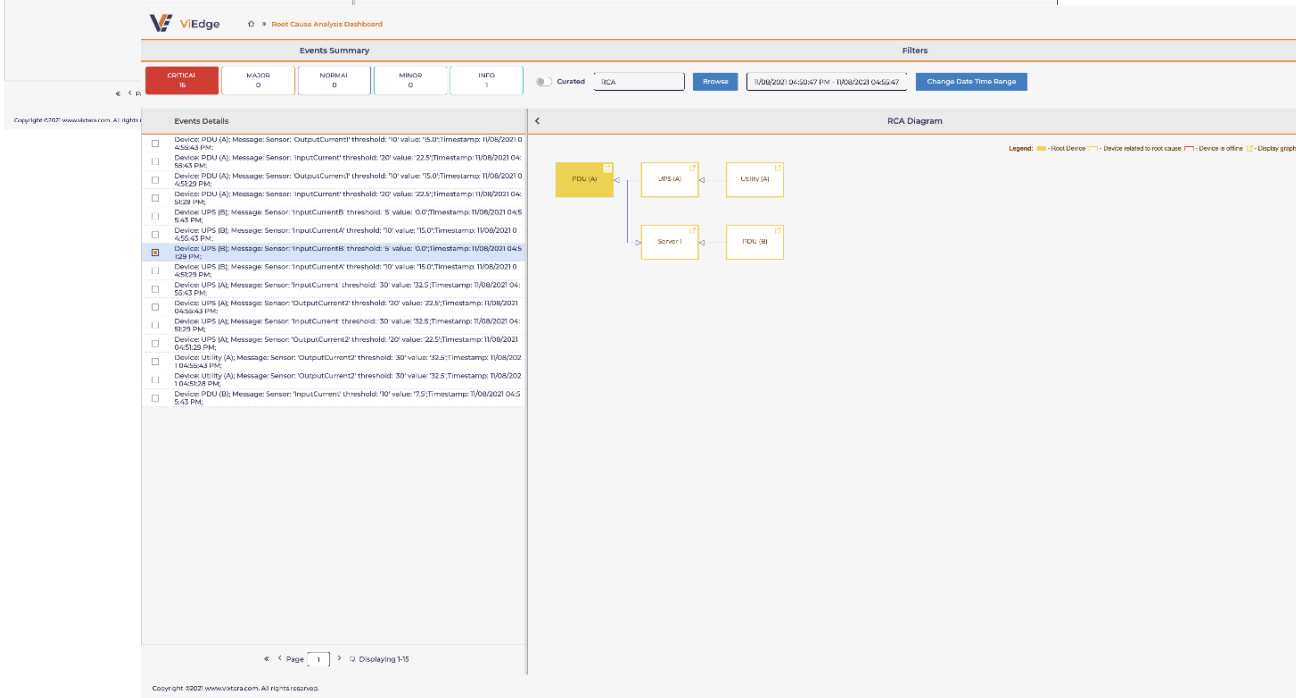 ViEdge
» Root Cause Analysis Dashboard
Events Summary
Filters
CRITICAL
16
MAJOR
0
NORMAL
0
MINOR
0
INFO
1
Curated
RCA
Browse
11/08/2021 04:50:47 PM - 11/08/2021 04:55:47
Change Date Time Range
« < P
Copyright ©2021 www.vixtara.com. All rights
Events Details
Device: PDU (A); Message: Sensor: 'OutputCurrent1' threshold: '10' value: '15.0';Timestamp: 11/08/2021 0
4:55:43 PM;
Device: PDU (A); Message: Sensor: 'InputCurrent' threshold: '20' value: '22.5';Timestamp: 11/08/2021 04:
55:43 PM;
Device: PDU (A); Message: Sensor: 'OutputCurrent1' threshold: '10' value: '15.0';Timestamp: 11/08/2021 0
4:51:29 PM;
Device: PDU (A); Message: Sensor: 'InputCurrent' threshold: '20' value: '22.5';Timestamp: 11/08/2021 04:
51:29 PM;
Device: UPS (B); Message: Sensor: 'InputCurrentB' threshold: '5' value: '0.0';Timestamp: 11/08/2021 04:5
5:43 PM;
Device: UPS (B); Message: Sensor: 'InputCurrentA' threshold: '10' value: '15.0';Timestamp: 11/08/2021 0
4:55:43 PM;
Device: UPS (B); Message: Sensor: 'InputCurrentB' threshold: '5' value: '0.0';Timestamp: 11/08/2021 04:5
1:29 PM;
Device: UPS (B); Message: Sensor: 'InputCurrentA' threshold: '10' value: '15.0';Timestamp: 11/08/2021 0
4:51:29 PM;
Device: UPS (A); Message: Sensor: 'InputCurrent' threshold: '30' value: '32.5';Timestamp: 11/08/2021 04:
55:43 PM;
Device: UPS (A); Message: Sensor: 'OutputCurrent2' threshold: '20' value: '22.5';Timestamp: 11/08/2021
04:55:43 PM;
Device: UPS (A); Message: Sensor: 'InputCurrent' threshold: '30' value: '32.5';Timestamp: 11/08/2021 04:
51:29 PM;
Device: UPS (A); Message: Sensor: 'OutputCurrent2' threshold: '20' value: '22.5';Timestamp: 11/08/2021
04:51:29 PM;
Device: Utility (A); Message: Sensor: 'OutputCurrent2' threshold: '30' value: '32.5';Timestamp: 11/08/202
1 04:55:43 PM;
Device: Utility (A); Message: Sensor: 'OutputCurrent2' threshold: '30' value: '32.5';Timestamp: 11/08/202
1 04:51:28 PM;
Device: PDU (B); Message: Sensor: 'InputCurrent' threshold: '10' value: '7.5';Timestamp: 11/08/2021 04:5
5:43 PM;
RCA Diagram
Legend: - Root Device - Device related to root cause - Device is offline - Display graph
PDU (A)
UPS (A)
Utility (A)
Server 1
PDU (B)
« < Page 1 > Displaying 1-15
Copyright ©2021 www.vixtara.com. All rights reserved.